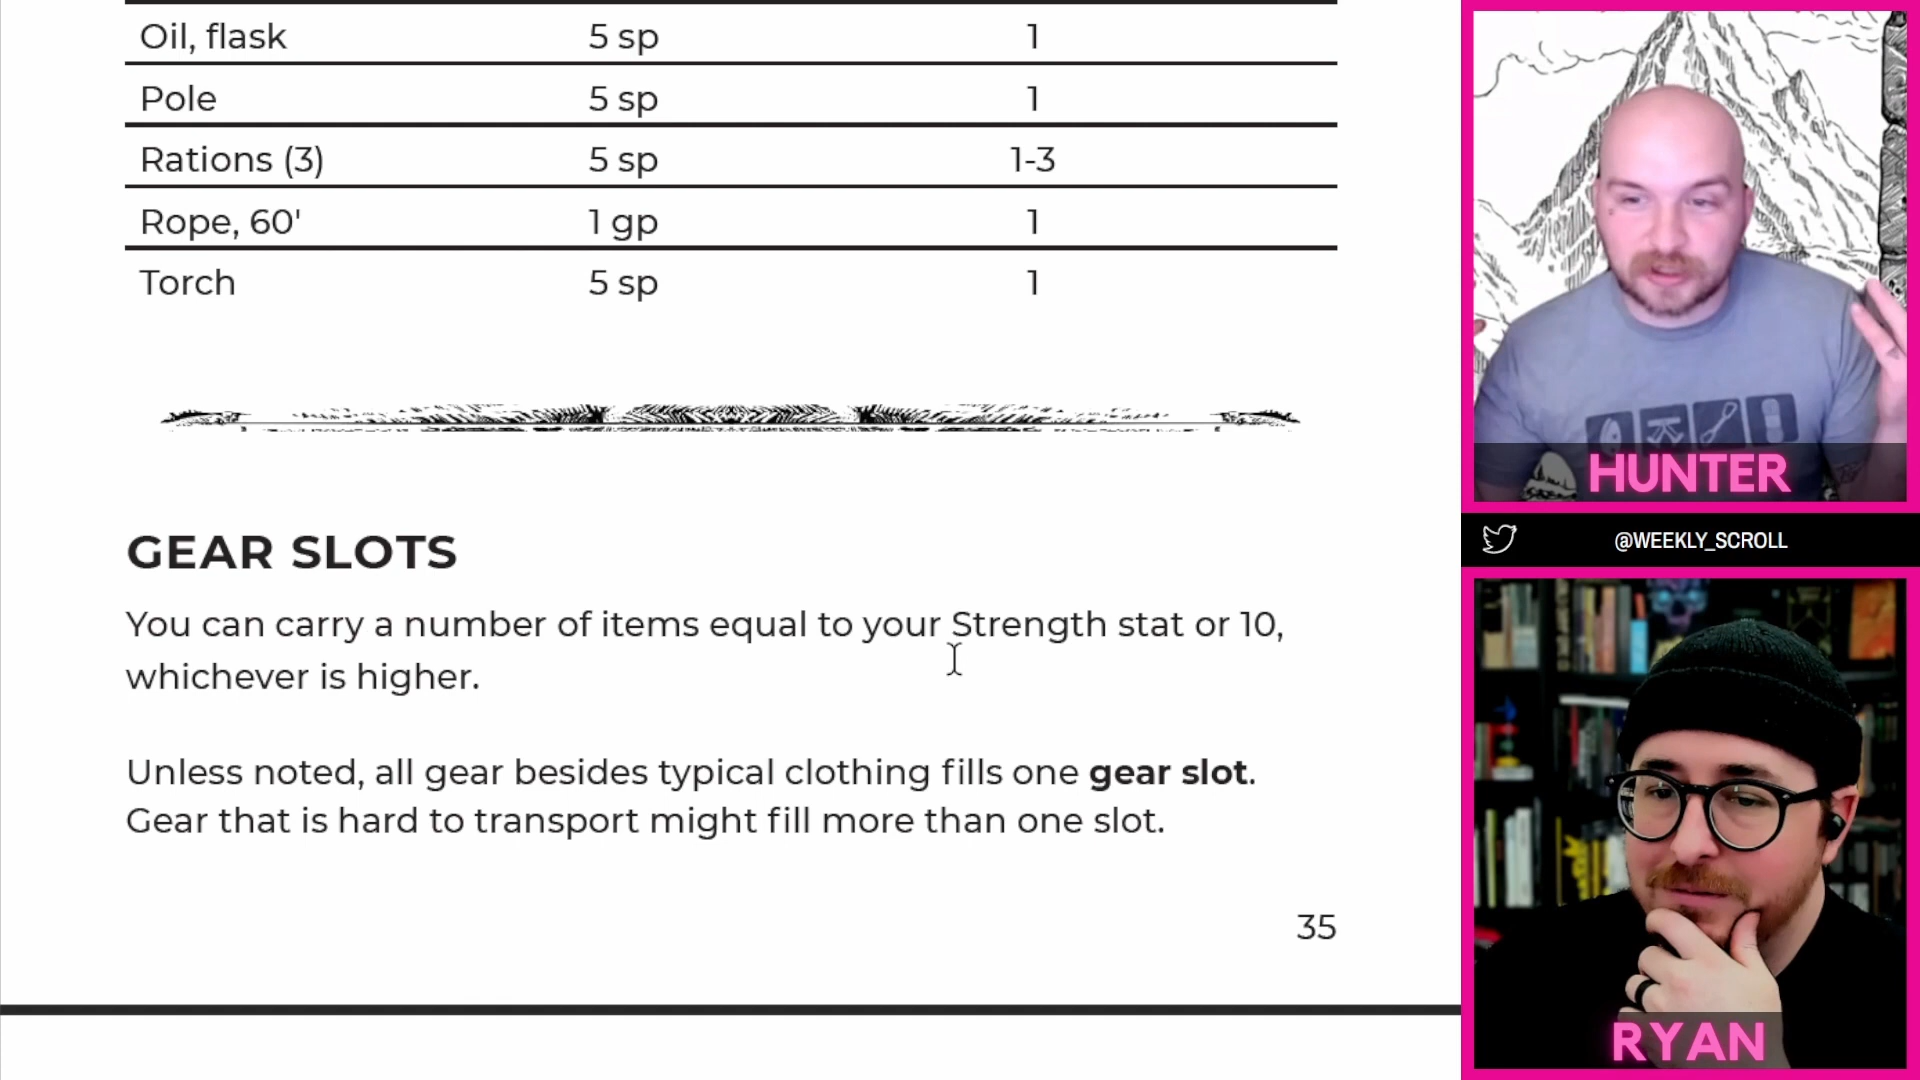 Oil, flask 5 sp 1
Pole 5 sp 1
Rations (3) 5 sp 1-3
Rope, 60' 1 gp 1
Torch 5 sp 1
GEAR SLOTS
You can carry a number of items equal to your Strength stat or 10,
whichever is higher.
Unless noted, all gear besides typical clothing fills one gear slot.
Gear that is hard to transport might fill more than one slot.
35
HUNTER
@WEEKLY_SCROLL
RYAN